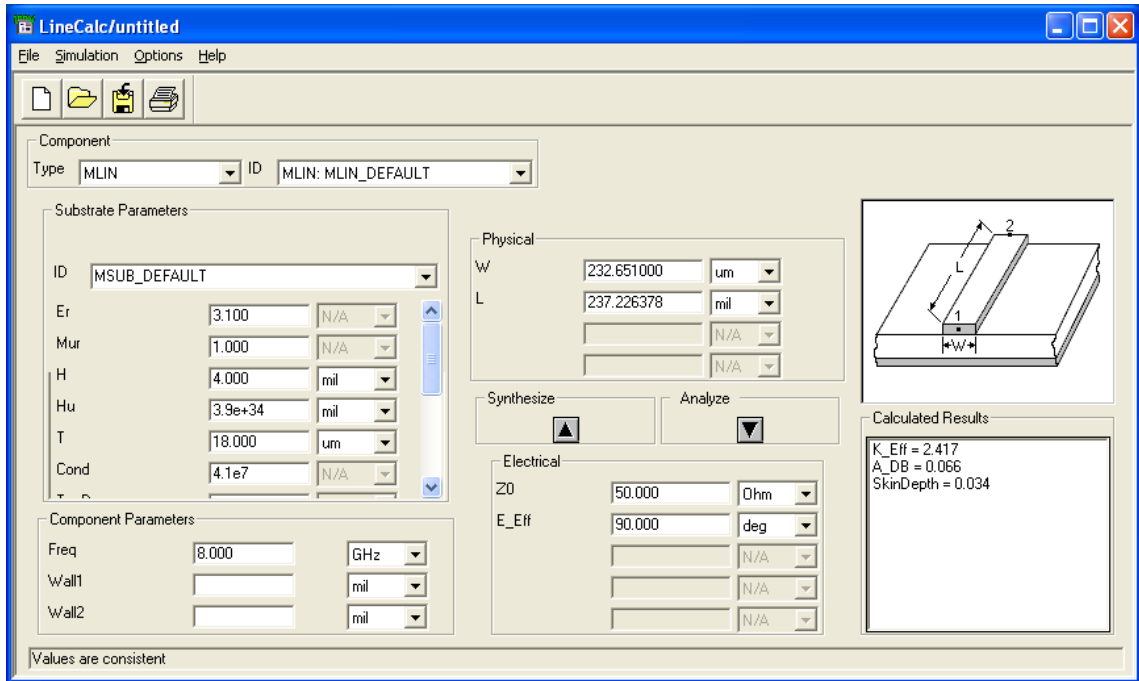 LineCalc/untitled
File Simulation Options Help
Component
Type MLIN ID MLIN: MLIN_DEFAULT
Substrate Parameters
ID MSUB_DEFAULT
Er 3.100 N/A
Mur 1.000 N/A
H 4.000 mil
Hu 3.9e+34 mil
T 18.000 um
Cond 4.1e7 N/A
Component Parameters
Freq 8.000 GHz
Wall1 mil
Wall2 mil
Physical
W 232.651000 um
L 237.226378 mil
N/A
N/A
Synthesize Analyze
Electrical
Z0 50.000 Ohm
E_Eff 90.000 deg
N/A
N/A
N/A
2
L
1
W
Calculated Results
K_Eff = 2.417
A_DB = 0.066
SkinDepth = 0.034
Values are consistent